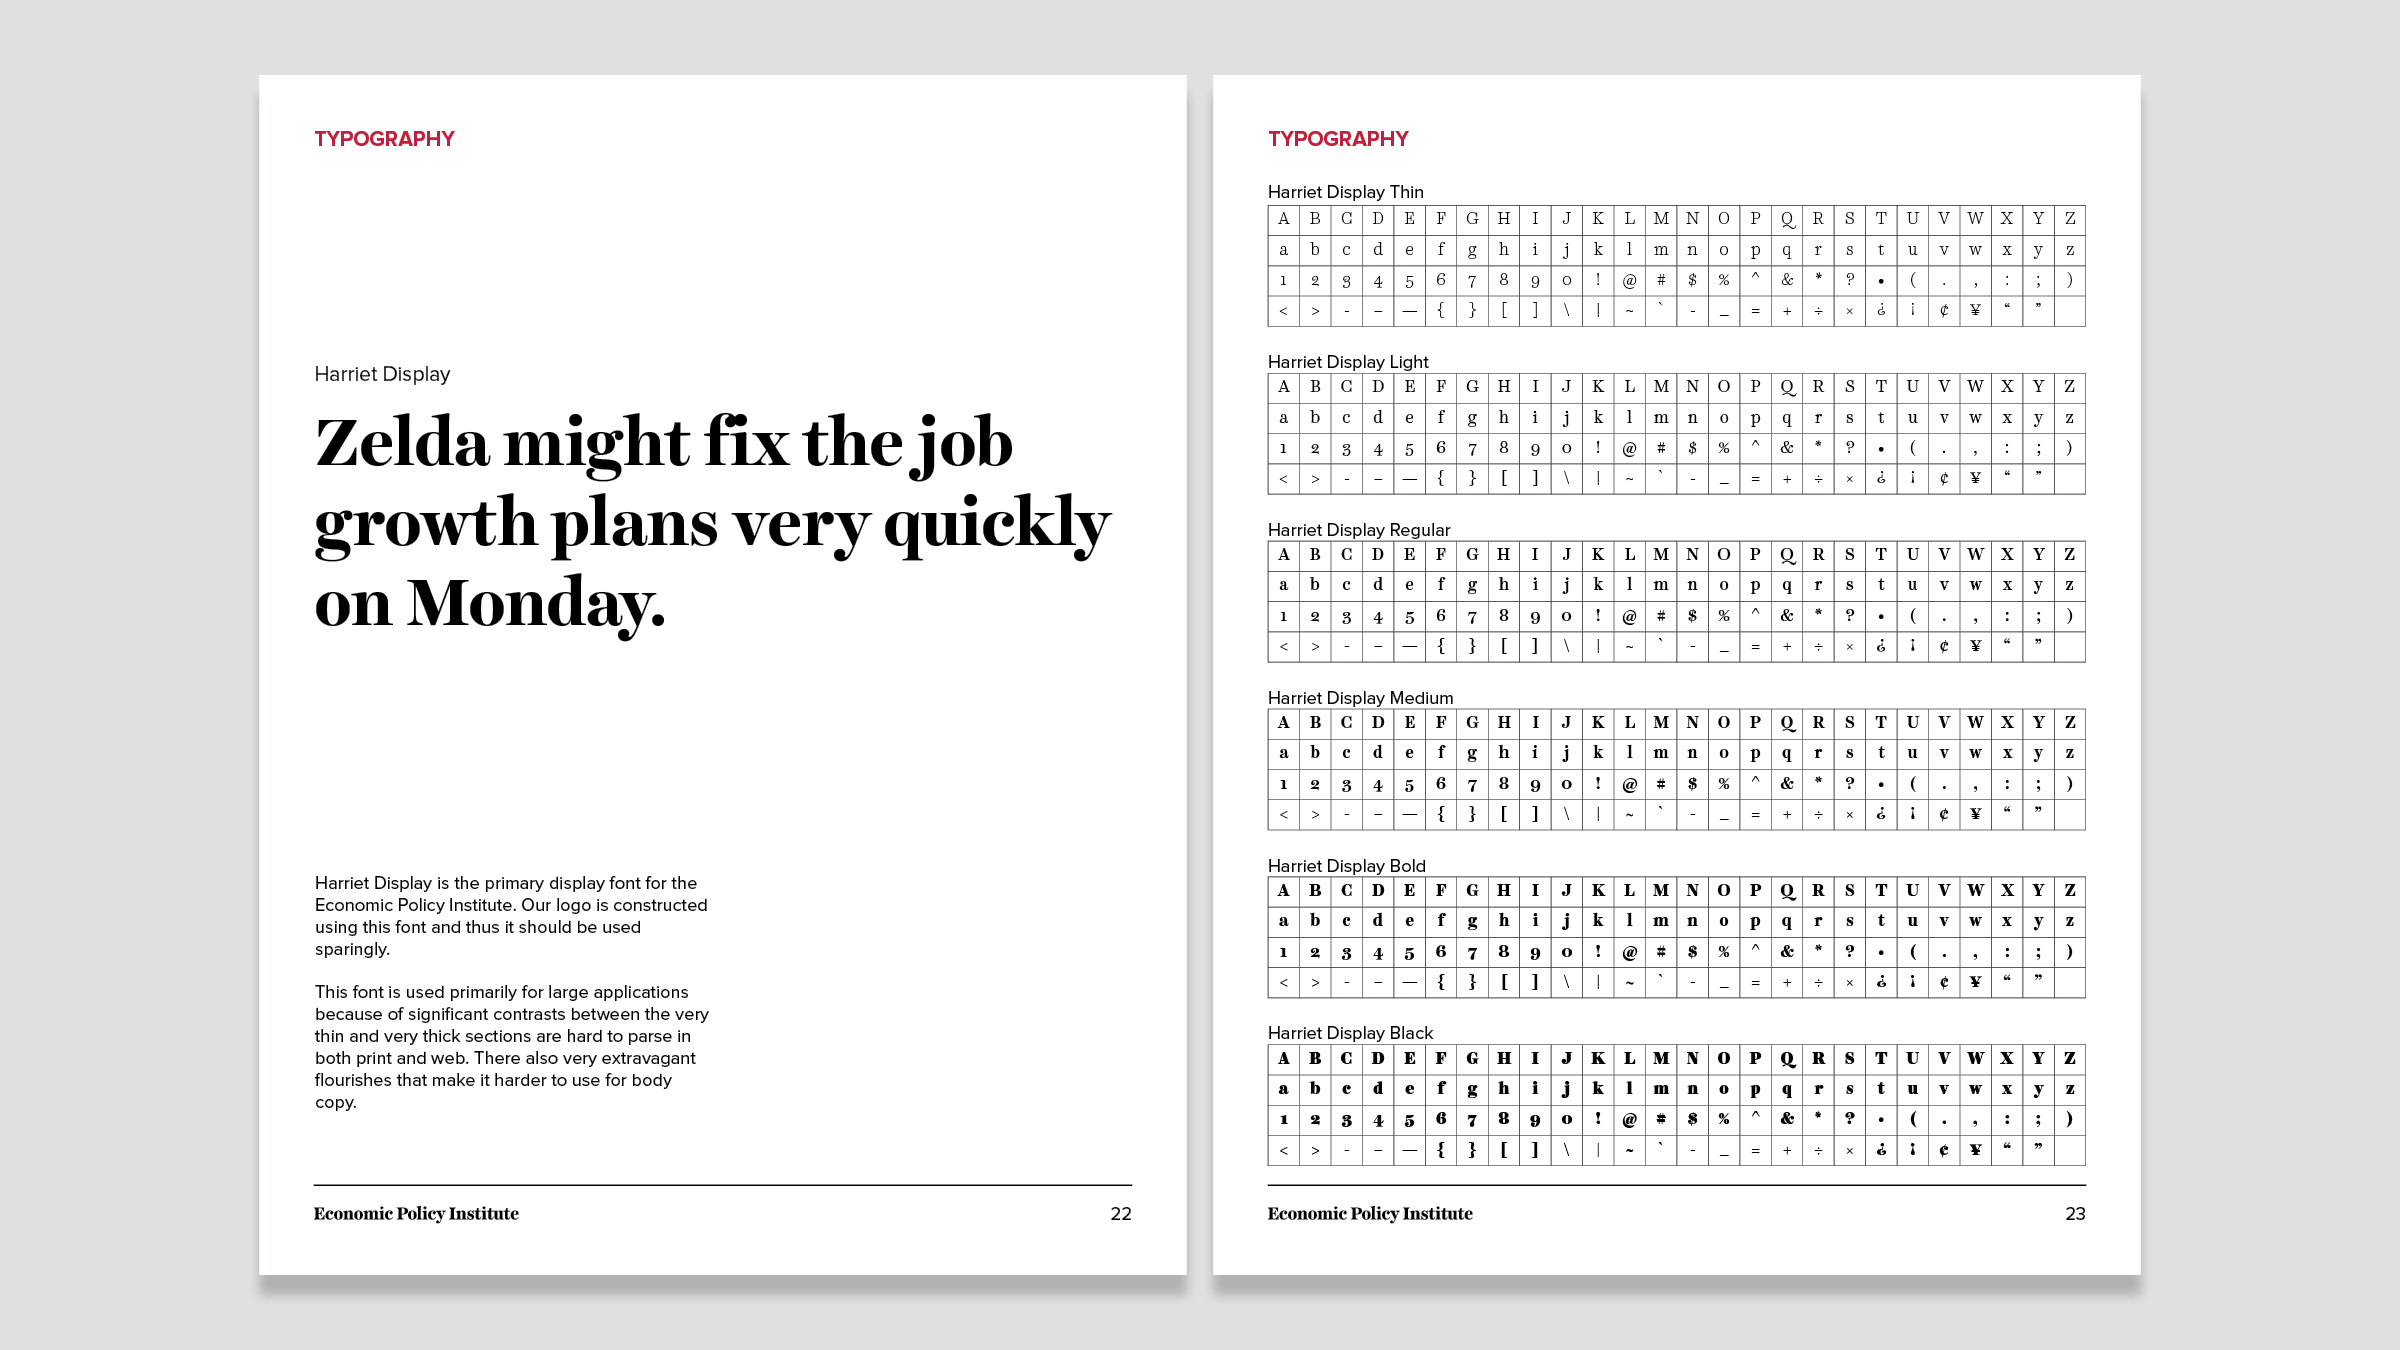 TYPOGRAPHY
Harriet Display
Zelda might fix the job
growth plans very quickly
on Monday.
Harriet Display is the primary display font for the
Economic Policy Institute. Our logo is constructed
using this font and thus it should be used
sparingly.
This font is used primarily for large applications
because of significant contrasts between the very
thin and very thick sections are hard to parse in
both print and web. There also very extravagant
flourishes that make it harder to use for body
copy.
Economic Policy Institute 22
TYPOGRAPHY
Harriet Display Thin
A B C D E F G H I J K L M N O P Q R S T U V W X Y Z
a b c d e f g h i j k l m n o p q r s t u v w x y z
1 2 3 4 5 6 7 8 9 0 ! @ # $ % ^ & * ? • ( . , : ; )
< > - – — { } [ ] \ | ~ ` - _ = + ÷ × ¿ ¡ ¢ ¥ “ ”
Harriet Display Light
A B C D E F G H I J K L M N O P Q R S T U V W X Y Z
a b c d e f g h i j k l m n o p q r s t u v w x y z
1 2 3 4 5 6 7 8 9 0 ! @ # $ % ^ & * ? • ( . , : ; )
< > - – — { } [ ] \ | ~ ` - _ = + ÷ × ¿ ¡ ¢ ¥ “ ”
Harriet Display Regular
A B C D E F G H I J K L M N O P Q R S T U V W X Y Z
a b c d e f g h i j k l m n o p q r s t u v w x y z
1 2 3 4 5 6 7 8 9 0 ! @ # $ % ^ & * ? • ( . , : ; )
< > - – — { } [ ] \ | ~ ` - _ = + ÷ × ¿ ¡ ¢ ¥ “ ”
Harriet Display Medium
A B C D E F G H I J K L M N O P Q R S T U V W X Y Z
a b c d e f g h i j k l m n o p q r s t u v w x y z
1 2 3 4 5 6 7 8 9 0 ! @ # $ % ^ & * ? • ( . , : ; )
< > - – — { } [ ] \ | ~ ` - _ = + ÷ × ¿ ¡ ¢ ¥ “ ”
Harriet Display Bold
A B C D E F G H I J K L M N O P Q R S T U V W X Y Z
a b c d e f g h i j k l m n o p q r s t u v w x y z
1 2 3 4 5 6 7 8 9 0 ! @ # $ % ^ & * ? • ( . , : ; )
< > - – — { } [ ] \ | ~ ` - _ = + ÷ × ¿ ¡ ¢ ¥ “ ”
Harriet Display Black
A B C D E F G H I J K L M N O P Q R S T U V W X Y Z
a b c d e f g h i j k l m n o p q r s t u v w x y z
1 2 3 4 5 6 7 8 9 0 ! @ # $ % ^ & * ? • ( . , : ; )
< > - – — { } [ ] \ | ~ ` - _ = + ÷ × ¿ ¡ ¢ ¥ “ ”
Economic Policy Institute 23